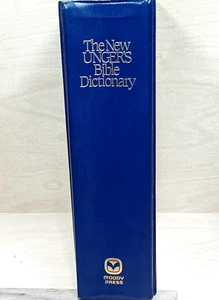 The New
UNGER'S
Bible
Dictionary
MOODY
PRESS